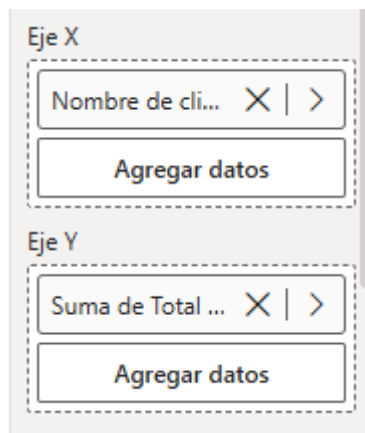 Eje X
Nombre de cli...
Agregar datos
Eje Y
Suma de Total ...
Agregar datos